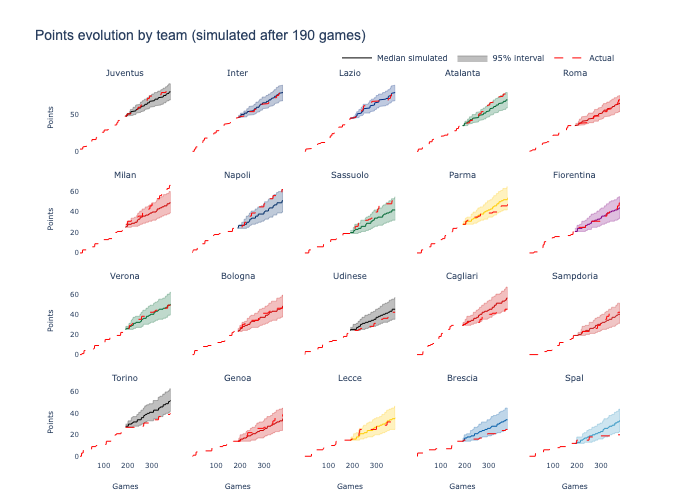 Points evolution by team (simulated after 190 games)
Median simulated 95% interval Actual
Juventus Inter Lazio Atalanta Roma
Points
50
0
Milan Napoli Sassuolo Parma Fiorentina
Points
60
40
20
0
Verona Bologna Udinese Cagliari Sampdoria
Points
60
40
20
0
Torino Genoa Lecce Brescia Spal
Points
60
40
20
0
100 200 300 100 200 300 100 200 300 100 200 300 100 200 300
Games Games Games Games Games